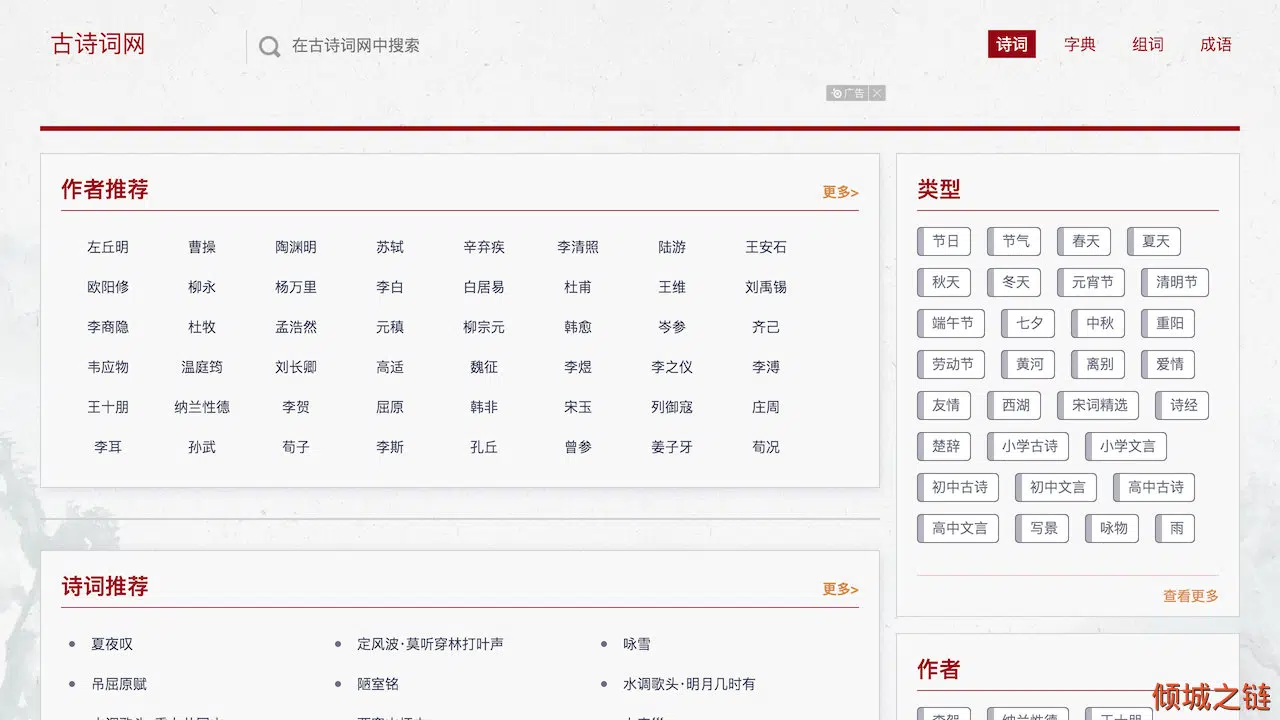 古诗词网
在古诗词网中搜索
诗词 字典 组词 成语
广告
作者推荐 更多>
左丘明 曹操 陶渊明 苏轼 辛弃疾 李清照 陆游 王安石
欧阳修 柳永 杨万里 李白 白居易 杜甫 王维 刘禹锡
李商隐 杜牧 孟浩然 元稹 柳宗元 韩愈 岑参 齐己
韦应物 温庭筠 刘长卿 高适 魏征 李煜 李之仪 李溥
王十朋 纳兰性德 李贺 屈原 韩非 宋玉 列御寇 庄周
李耳 孙武 荀子 李斯 孔丘 曾参 姜子牙 荀况
诗词推荐 更多>
夏夜叹 定风波·莫听穿林打叶声 咏雪
吊屈原赋 陋室铭 水调歌头·明月几时有
类型
节日 节气 春天 夏天
秋天 冬天 元宵节 清明节
端午节 七夕 中秋 重阳
劳动节 黄河 离别 爱情
友情 西湖 宋词精选 诗经
楚辞 小学古诗 小学文言
初中古诗 初中文言 高中古诗
高中文言 写景 咏物 雨
查看更多
作者
李贺 纳兰性德 王十朋
倾城之链